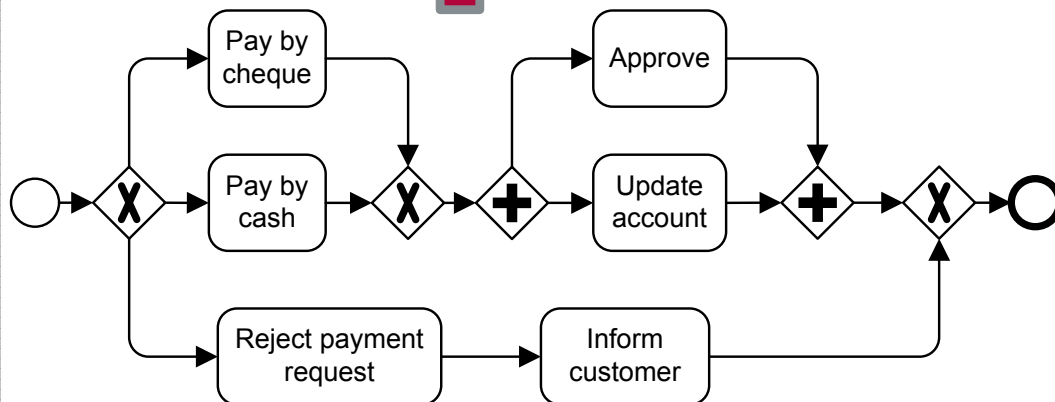 Pay by
cheque
Approve
Pay by
cash
Update
account
Reject payment
request
Inform
customer